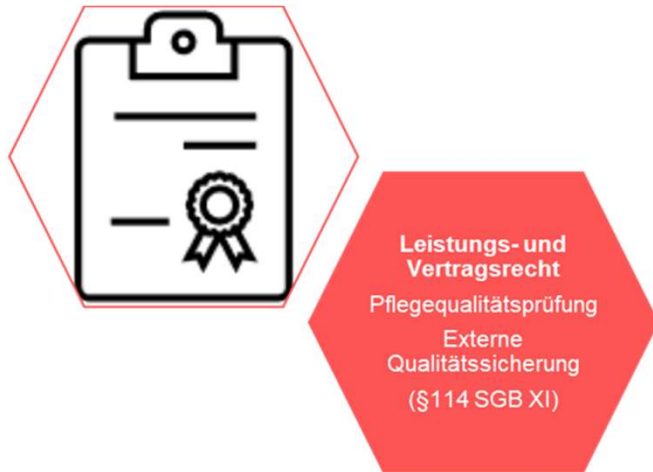 Leistungs- und
Vertragsrecht
Pflegequalitätsprüfung
Externe
Qualitätssicherung
(§114 SGB XI)